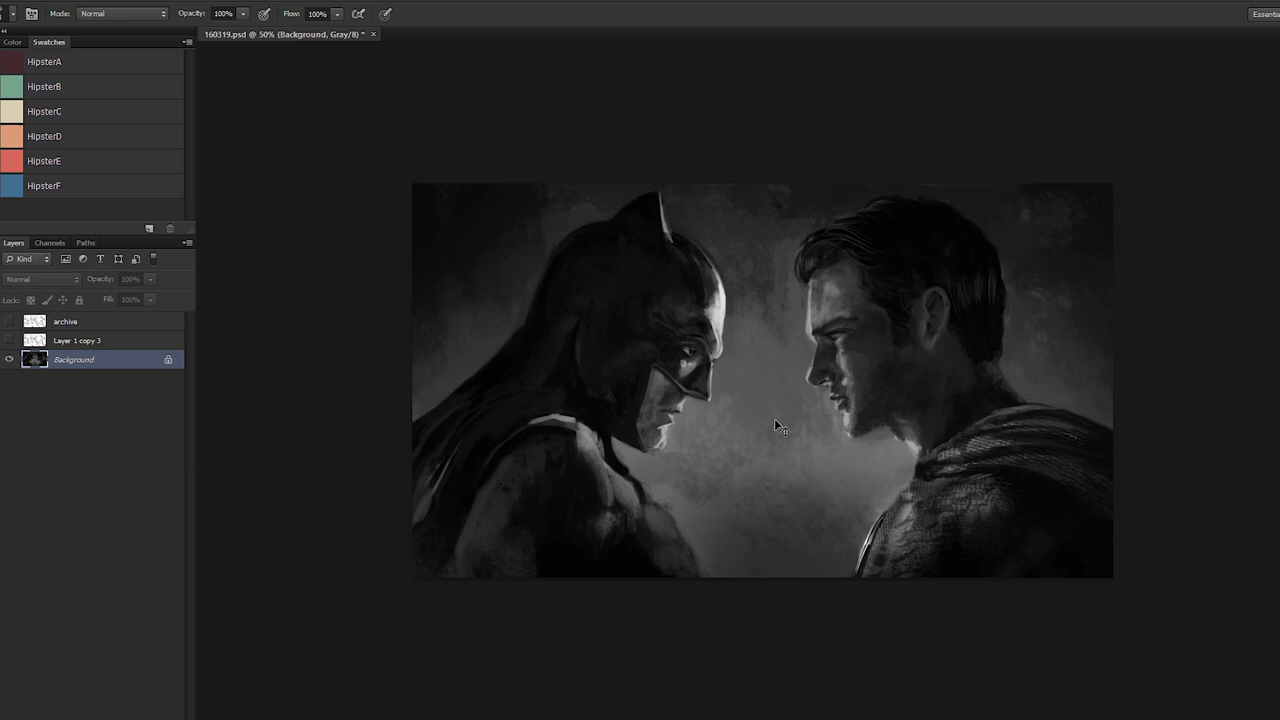 Mode: Normal Opacity: 100% Flow: 100% Essentia
160319.psd @ 50% (Background, Gray/8) * ×
Color Swatches
HipsterA
HipsterB
HipsterC
HipsterD
HipsterE
HipsterF
Layers Channels Paths
Kind
Normal Opacity: 100%
Lock: Fill: 100%
archive
Layer 1 copy 3
Background